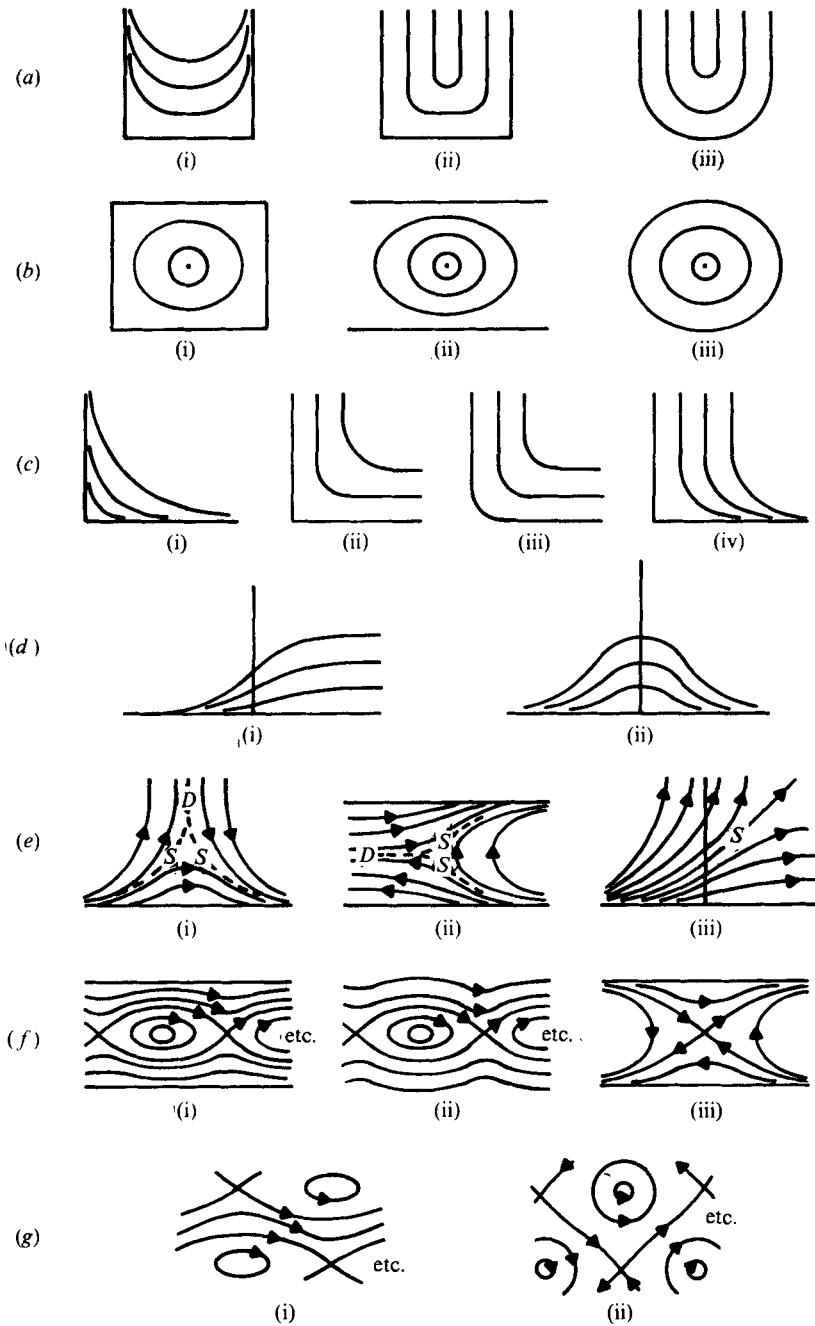 (a)
(i) (ii) (iii)
(b)
(i) (ii) (iii)
(c)
(i) (ii) (iii) (iv)
(d)
(i) (ii)
(e) D S S D S S S
(i) (ii) (iii)
(f) etc. etc.
(i) (ii) (iii)
(g) etc. etc.
(i) (ii)